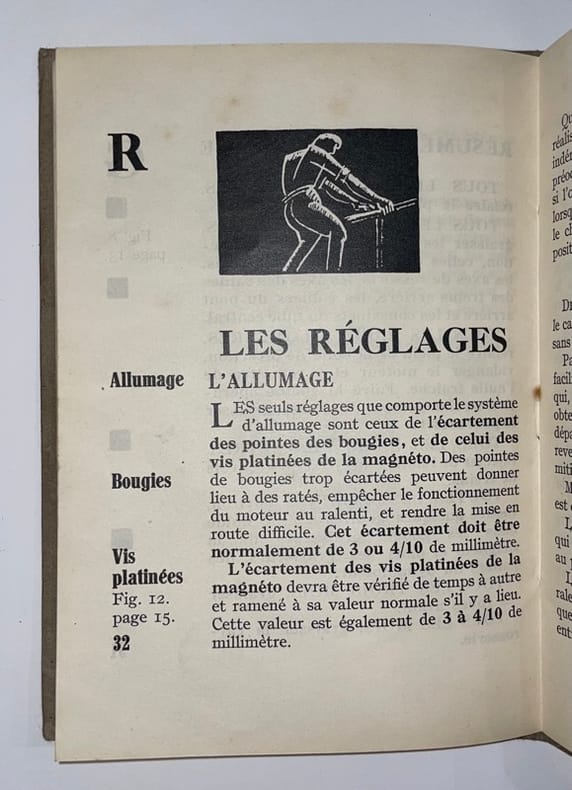 R
LES RÉGLAGES
Allumage
L'ALLUMAGE
LES seuls réglages que comporte le système
d'allumage sont ceux de l'écartement
des pointes des bougies, et de celui des
vis platinées de la magnéto. Des pointes
Bougies
de bougies trop écartées peuvent donner
lieu à des ratés, empêcher le fonctionnement
du moteur au ralenti, et rendre la mise en
route difficile. Cet écartement doit être
normalement de 3 ou 4/10 de millimètre.
Vis
platinées
Fig. 12.
page 15.
L'écartement des vis platinées de la
magnéto devra être vérifié de temps à autre
et ramené à sa valeur normale s'il y a lieu.
Cette valeur est également de 3 à 4/10 de
millimètre.
32